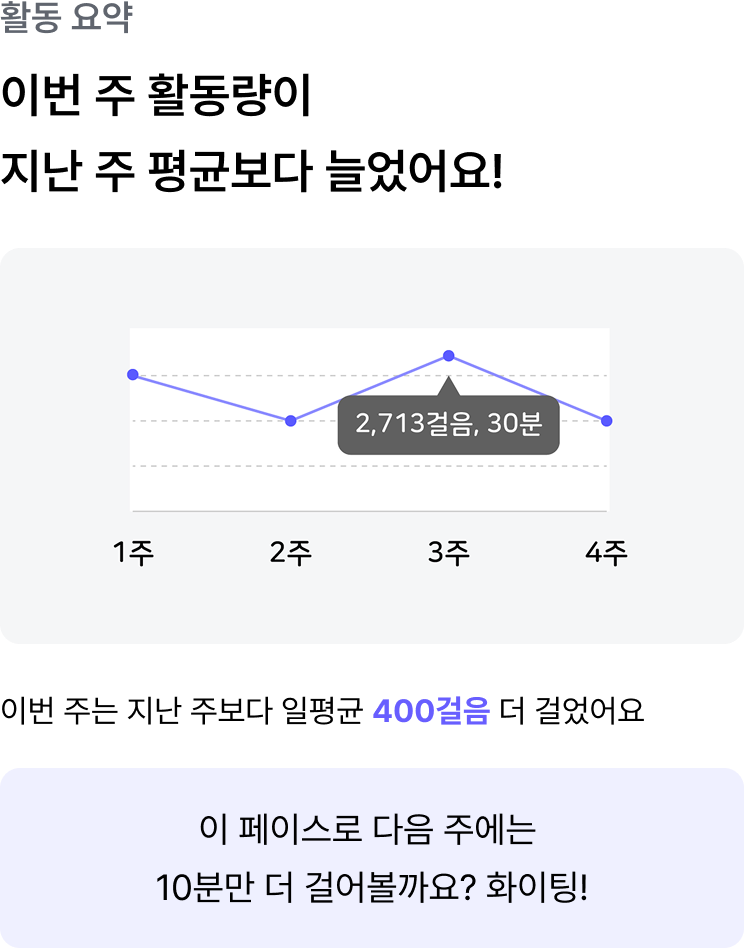 활동 요약
이번 주 활동량이
지난 주 평균보다 늘었어요!
2,713걸음, 30분
1주
2주
3주
4주
이번 주는 지난 주보다 일평균 400걸음 더 걸었어요
이 페이스로 다음 주에는
10분만 더 걸어볼까요? 화이팅!